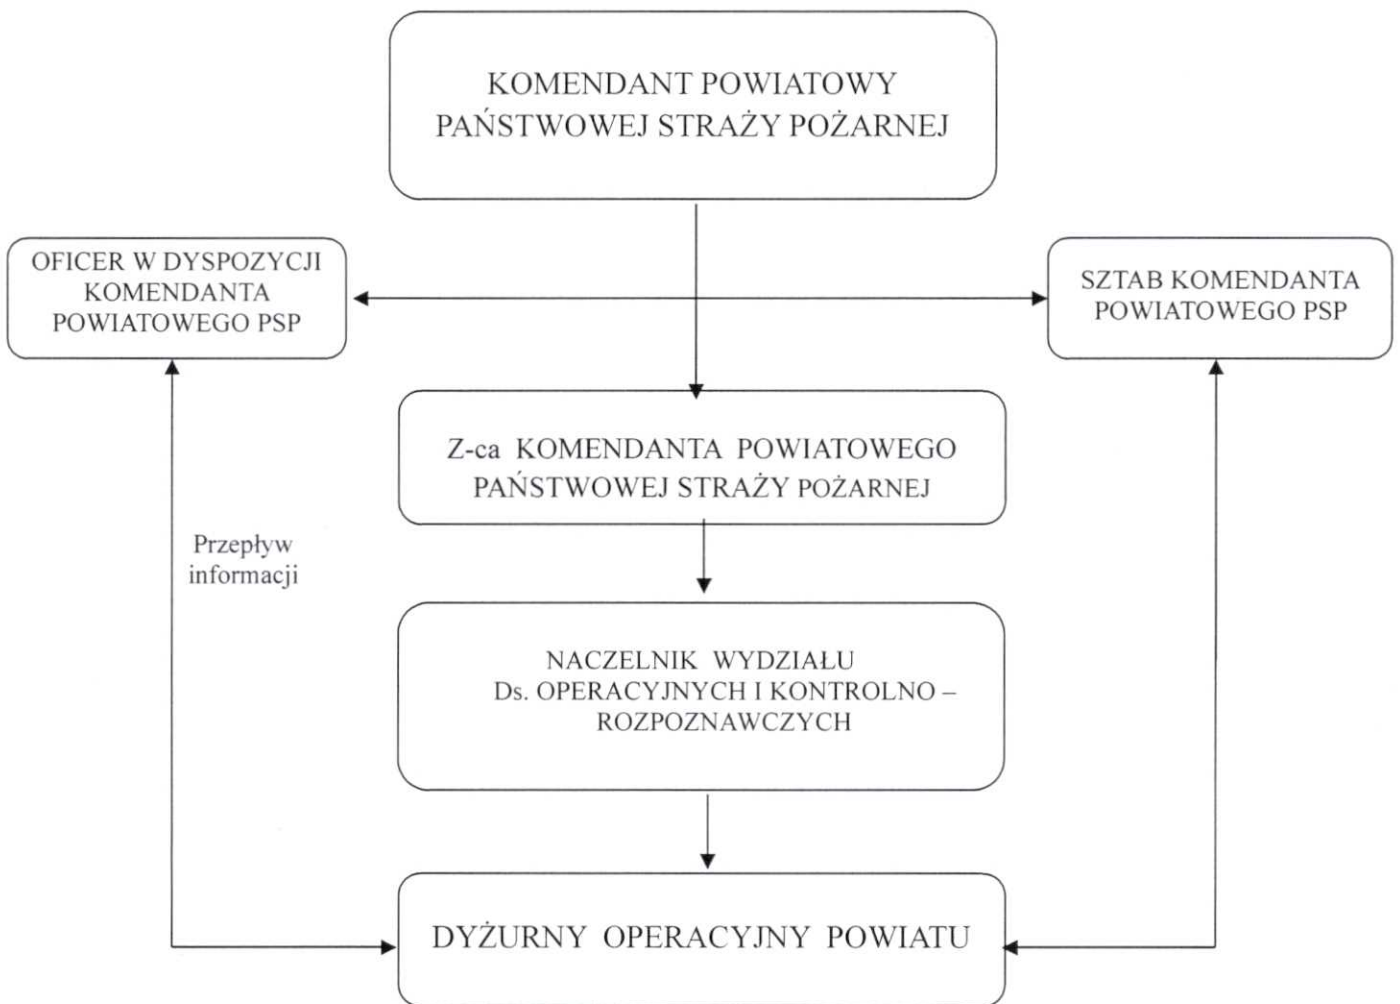 KOMENDANT POWIATOWY
PAŃSTWOWEJ STRAŻY POŻARNEJ
OFICER W DYSPOZYCJI
KOMENDANTA
POWIATOWEGO PSP
SZTAB KOMENDANTA
POWIATOWEGO PSP
Z-ca KOMENDANTA POWIATOWEGO
PAŃSTWOWEJ STRAŻY POŻARNEJ
Przepływ
informacji
NACZELNIK WYDZIAŁU
Ds. OPERACYJNYCH I KONTROLNO –
ROZPOZNAWCZYCH
DYŻURNY OPERACYJNY POWIATU